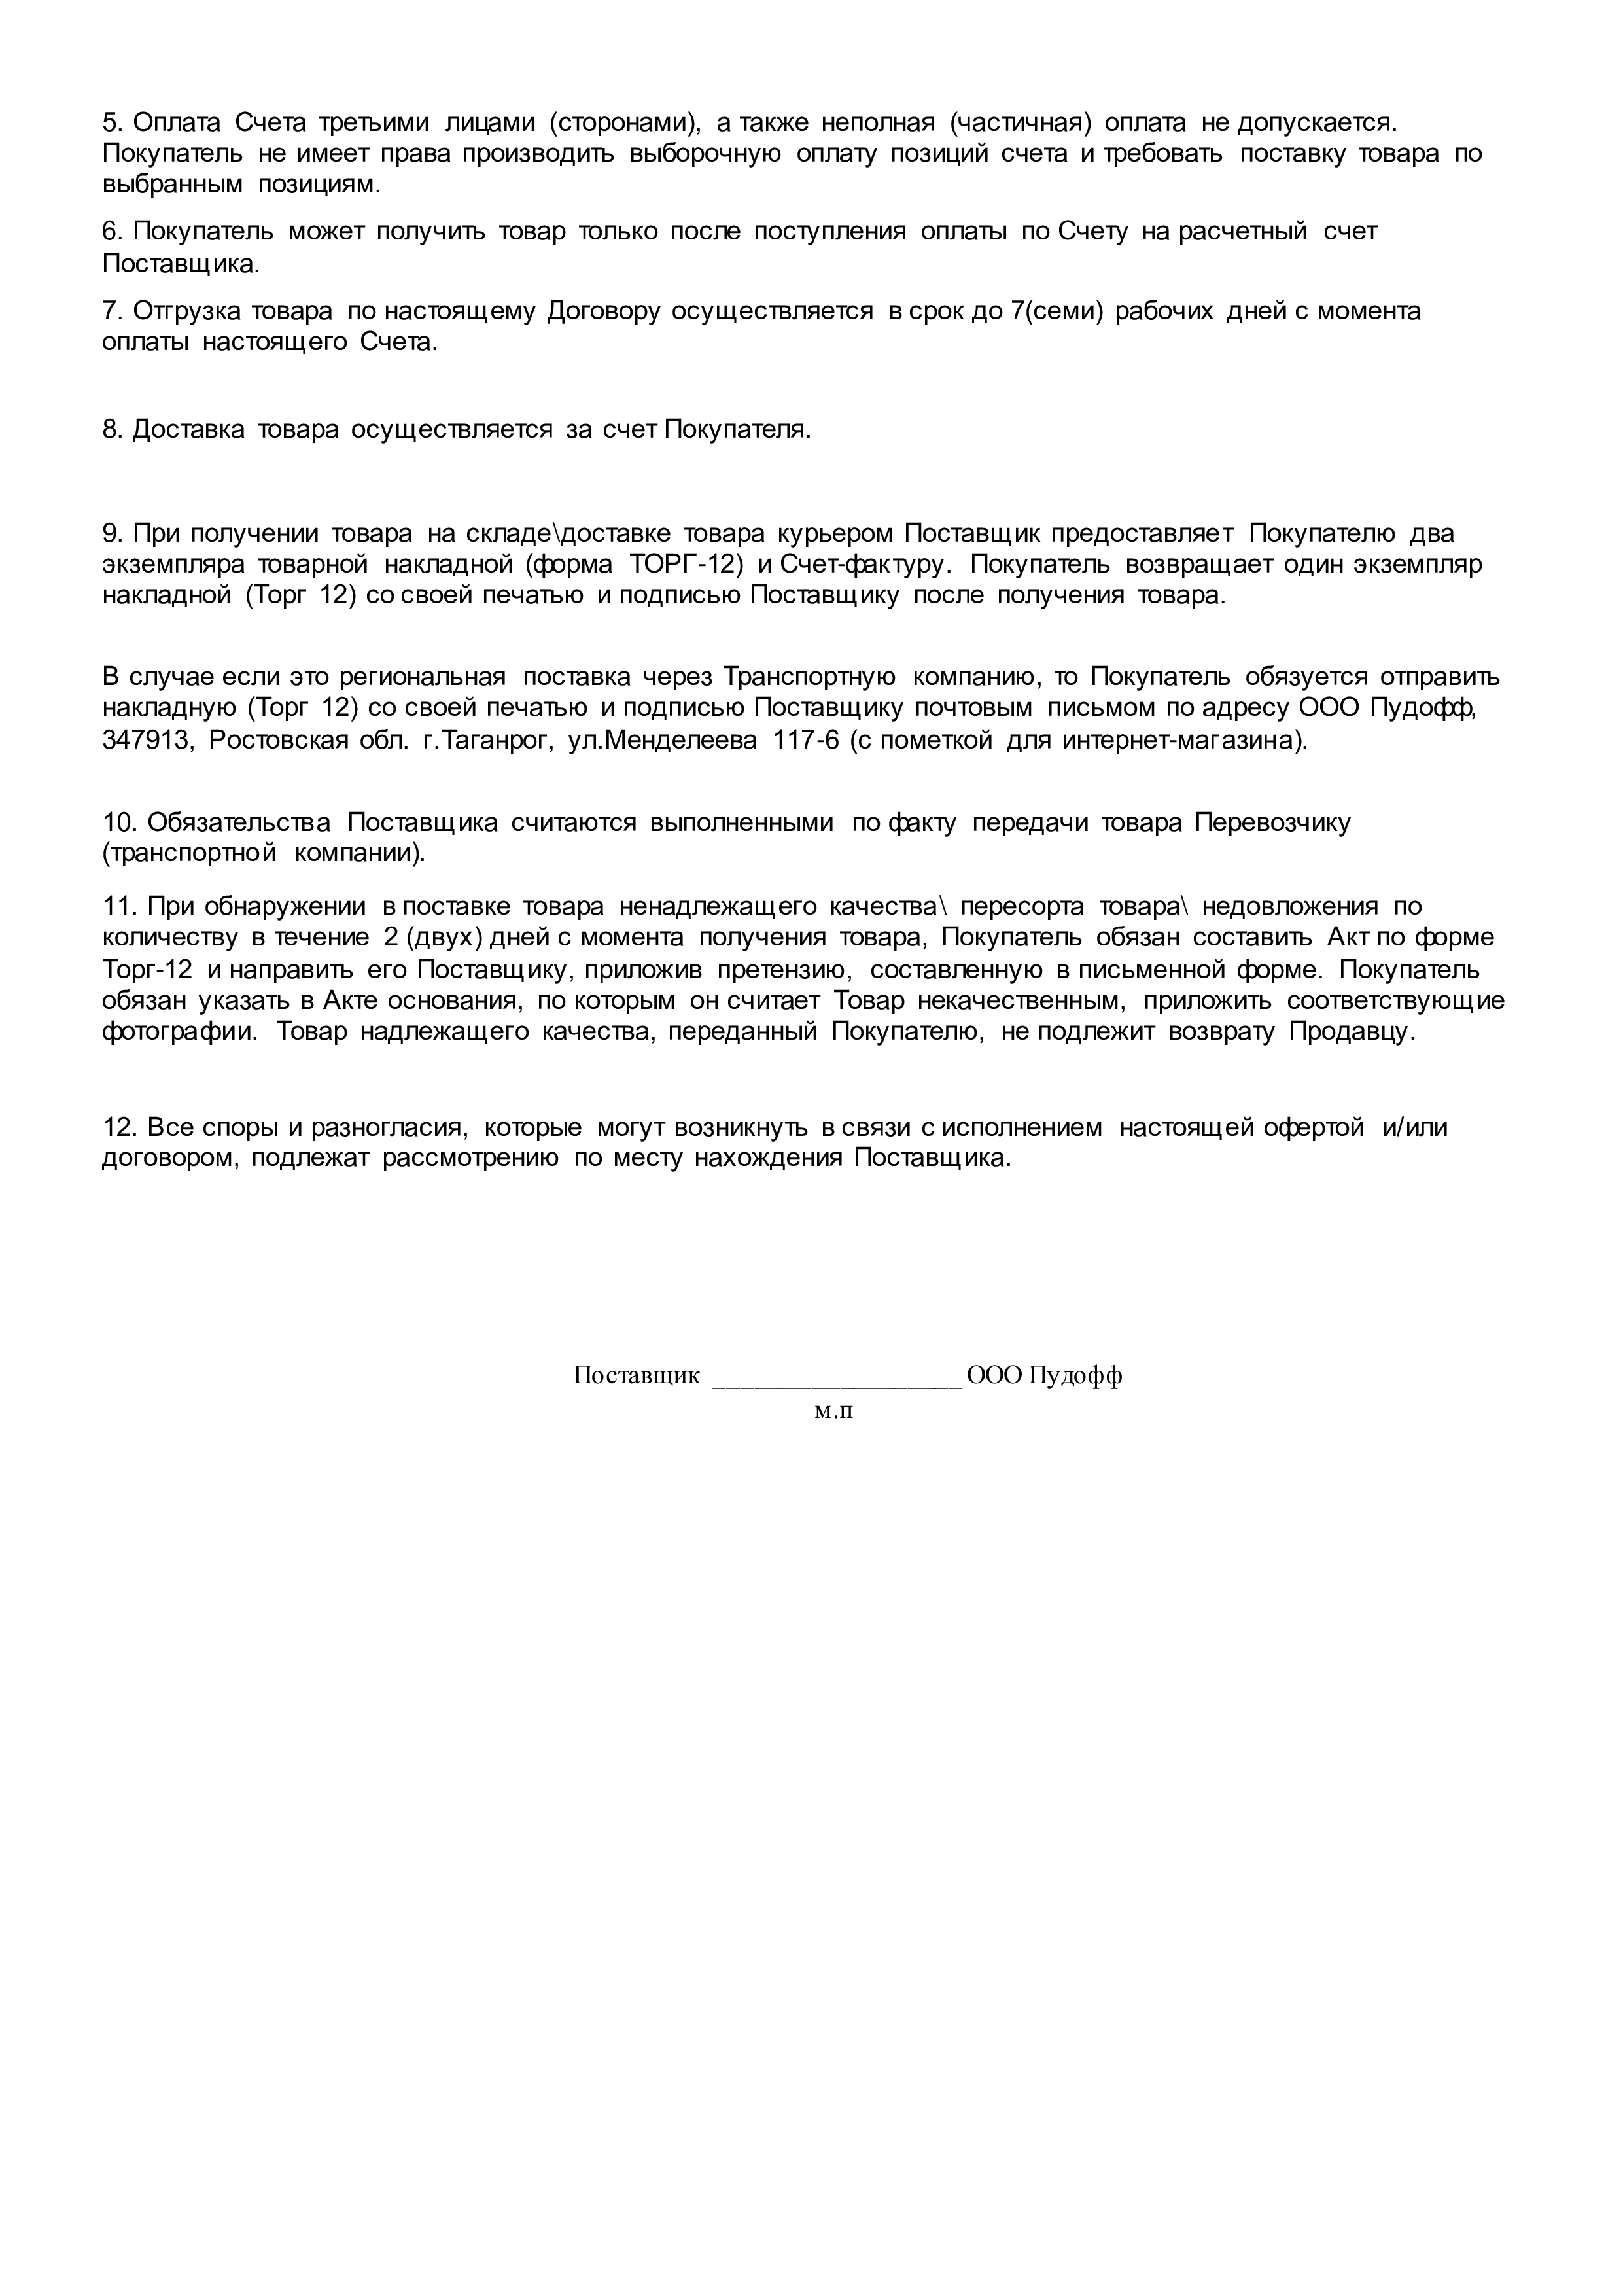 5. Оплата Счета третьими лицами (сторонами), а также неполная (частичная) оплата не допускается.
Покупатель не имеет права производить выборочную оплату позиций счета и требовать поставку товара по
выбранным позициям.
6. Покупатель может получить товар только после поступления оплаты по Счету на расчетный счет
Поставщика.
7. Отгрузка товара по настоящему Договору осуществляется в срок до 7(семи) рабочих дней с момента
оплаты настоящего Счета.
8. Доставка товара осуществляется за счет Покупателя.
9. При получении товара на складе\доставке товара курьером Поставщик предоставляет Покупателю два
экземпляра товарной накладной (форма ТОРГ-12) и Счет-фактуру. Покупатель возвращает один экземпляр
накладной (Торг 12) со своей печатью и подписью Поставщику после получения товара.
В случае если это региональная поставка через Транспортную компанию, то Покупатель обязуется отправить
накладную (Торг 12) со своей печатью и подписью Поставщику почтовым письмом по адресу ООО Пудофф,
347913, Ростовская обл. г.Таганрог, ул.Менделеева 117-6 (с пометкой для интернет-магазина).
10. Обязательства Поставщика считаются выполненными по факту передачи товара Перевозчику
(транспортной компании).
11. При обнаружении в поставке товара ненадлежащего качества\ пересорта товара\ недовложения по
количеству в течение 2 (двух) дней с момента получения товара, Покупатель обязан составить Акт по форме
Торг-12 и направить его Поставщику, приложив претензию, составленную в письменной форме. Покупатель
обязан указать в Акте основания, по которым он считает Товар некачественным, приложить соответствующие
фотографии. Товар надлежащего качества, переданный Покупателю, не подлежит возврату Продавцу.
12. Все споры и разногласия, которые могут возникнуть в связи с исполнением настоящей офертой и/или
договором, подлежат рассмотрению по месту нахождения Поставщика.
Поставщик __________________ ООО Пудофф
м.п